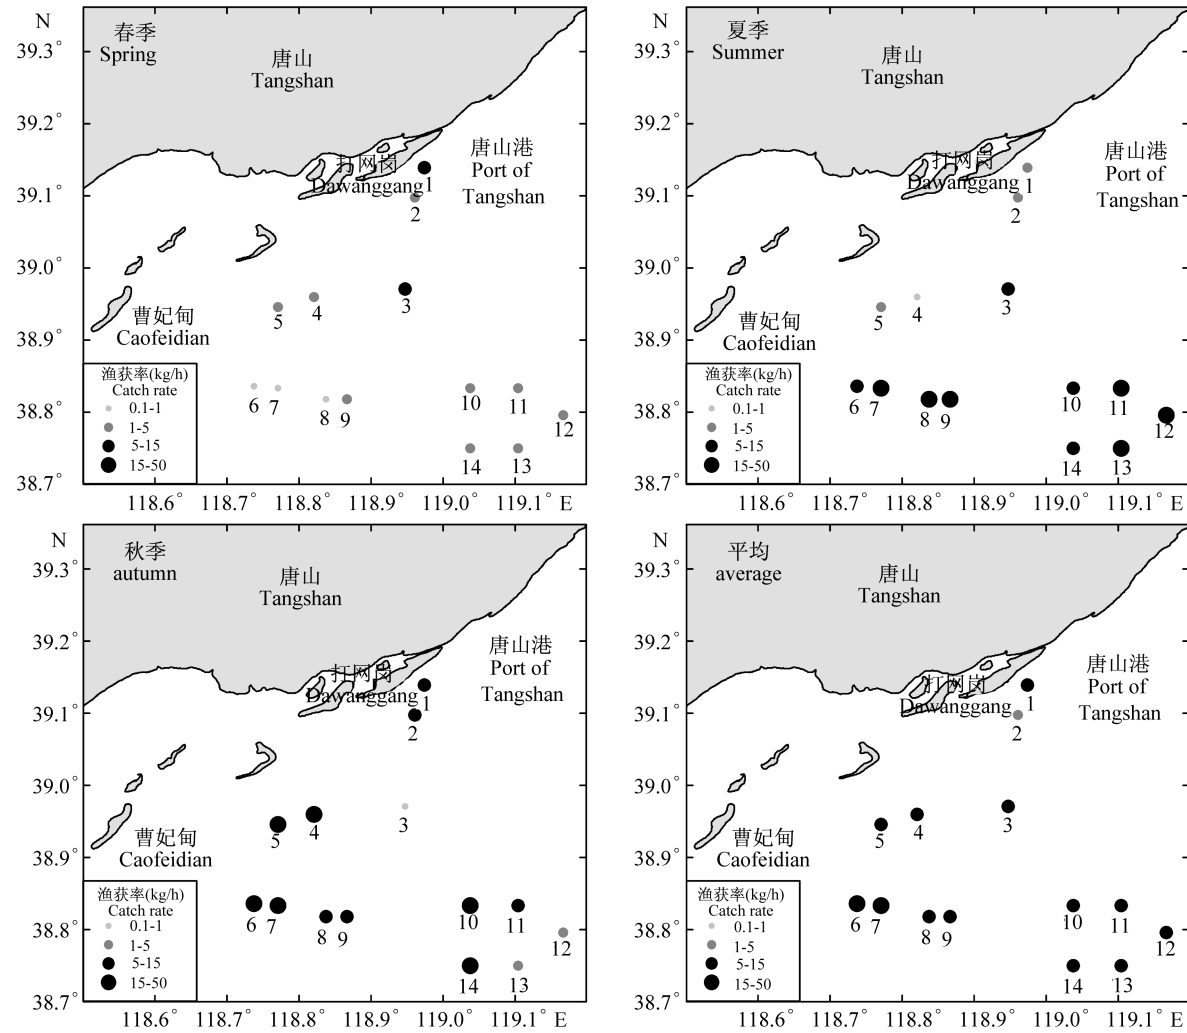 N
39.3°
39.2°
39.1°
39.0°
38.9°
38.8°
38.7°
春季
Spring
唐山
Tangshan
打网岗
Dawanggang
唐山港
Port of
Tangshan
曹妃甸
Caofeidian
1
2
3
4
5
6
7
8
9
10
11
12
14
13
渔获率(kg/h)
Catch rate
0.1-1
1-5
5-15
15-50
118.6°
118.7°
118.8°
118.9°
119.0°
119.1°
E
N
39.3°
39.2°
39.1°
39.0°
38.9°
38.8°
38.7°
夏季
Summer
唐山
Tangshan
打网岗
Dawanggang
唐山港
Port of
Tangshan
曹妃甸
Caofeidian
1
2
3
4
5
6
7
8
9
10
11
12
14
13
渔获率(kg/h)
Catch rate
0.1-1
1-5
5-15
15-50
118.6°
118.7°
118.8°
118.9°
119.0°
119.1°
E
N
39.3°
39.2°
39.1°
39.0°
38.9°
38.8°
38.7°
秋季
autumn
唐山
Tangshan
打网岗
Dawanggang
唐山港
Port of
Tangshan
曹妃甸
Caofeidian
1
2
3
4
5
6
7
8
9
10
11
12
14
13
渔获率(kg/h)
Catch rate
0.1-1
1-5
5-15
15-50
118.6°
118.7°
118.8°
118.9°
119.0°
119.1°
E
N
39.3°
39.2°
39.1°
39.0°
38.9°
38.8°
38.7°
平均
average
唐山
Tangshan
打网岗
Dawanggang
唐山港
Port of
Tangshan
曹妃甸
Caofeidian
1
2
3
4
5
6
7
8
9
10
11
12
14
13
渔获率(kg/h)
Catch rate
0.1-1
1-5
5-15
15-50
118.6°
118.7°
118.8°
118.9°
119.0°
119.1°
E